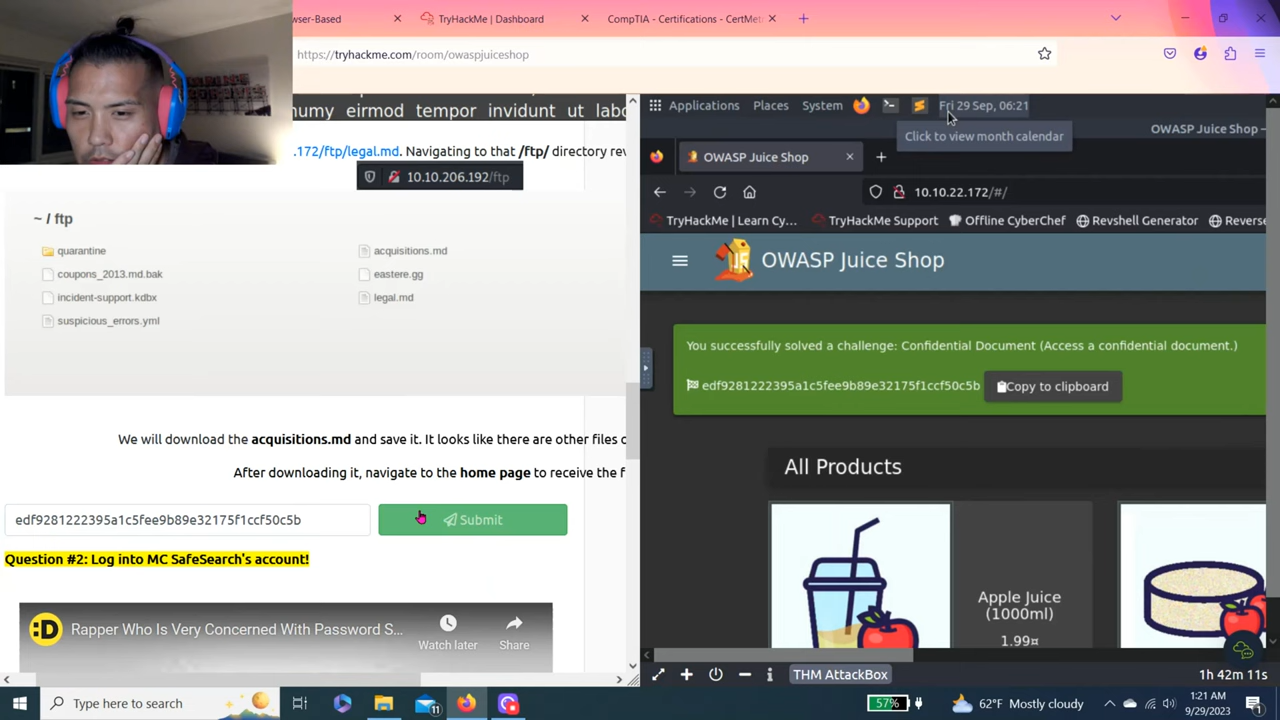 wser-Based
TryHackMe | Dashboard
CompTIA - Certifications - CertMet
https://tryhackme.com/room/owaspjuiceshop
numy eirmod tempor invidunt ut labo
.172/ftp/legal.md. Navigating to that /ftp/ directory rev
10.10.206.192/ftp
~ / ftp
quarantine
acquisitions.md
coupons_2013.md.bak
eastere.gg
incident-support.kdbx
legal.md
suspicious_errors.yml
We will download the acquisitions.md and save it. It looks like there are other files o
After downloading it, navigate to the home page to receive the f
edf9281222395a1c5fee9b89e32175f1ccf50c5b
Submit
Question #2: Log into MC SafeSearch's account!
:D Rapper Who Is Very Concerned With Password S...
Watch later
Share
Applications Places System Fri 29 Sep, 06:21
Click to view month calendar
OWASP Juice Shop –
OWASP Juice Shop
10.10.22.172/#/
TryHackMe | Learn Cy... TryHackMe Support Offline CyberChef Revshell Generator Reverse
OWASP Juice Shop
You successfully solved a challenge: Confidential Document (Access a confidential document.)
edf9281222395a1c5fee9b89e32175f1ccf50c5b
Copy to clipboard
All Products
Apple Juice
(1000ml)
1.99¤
THM AttackBox
1h 42m 11s
Type here to search
11
57%
62°F Mostly cloudy
1:21 AM
9/29/2023
1